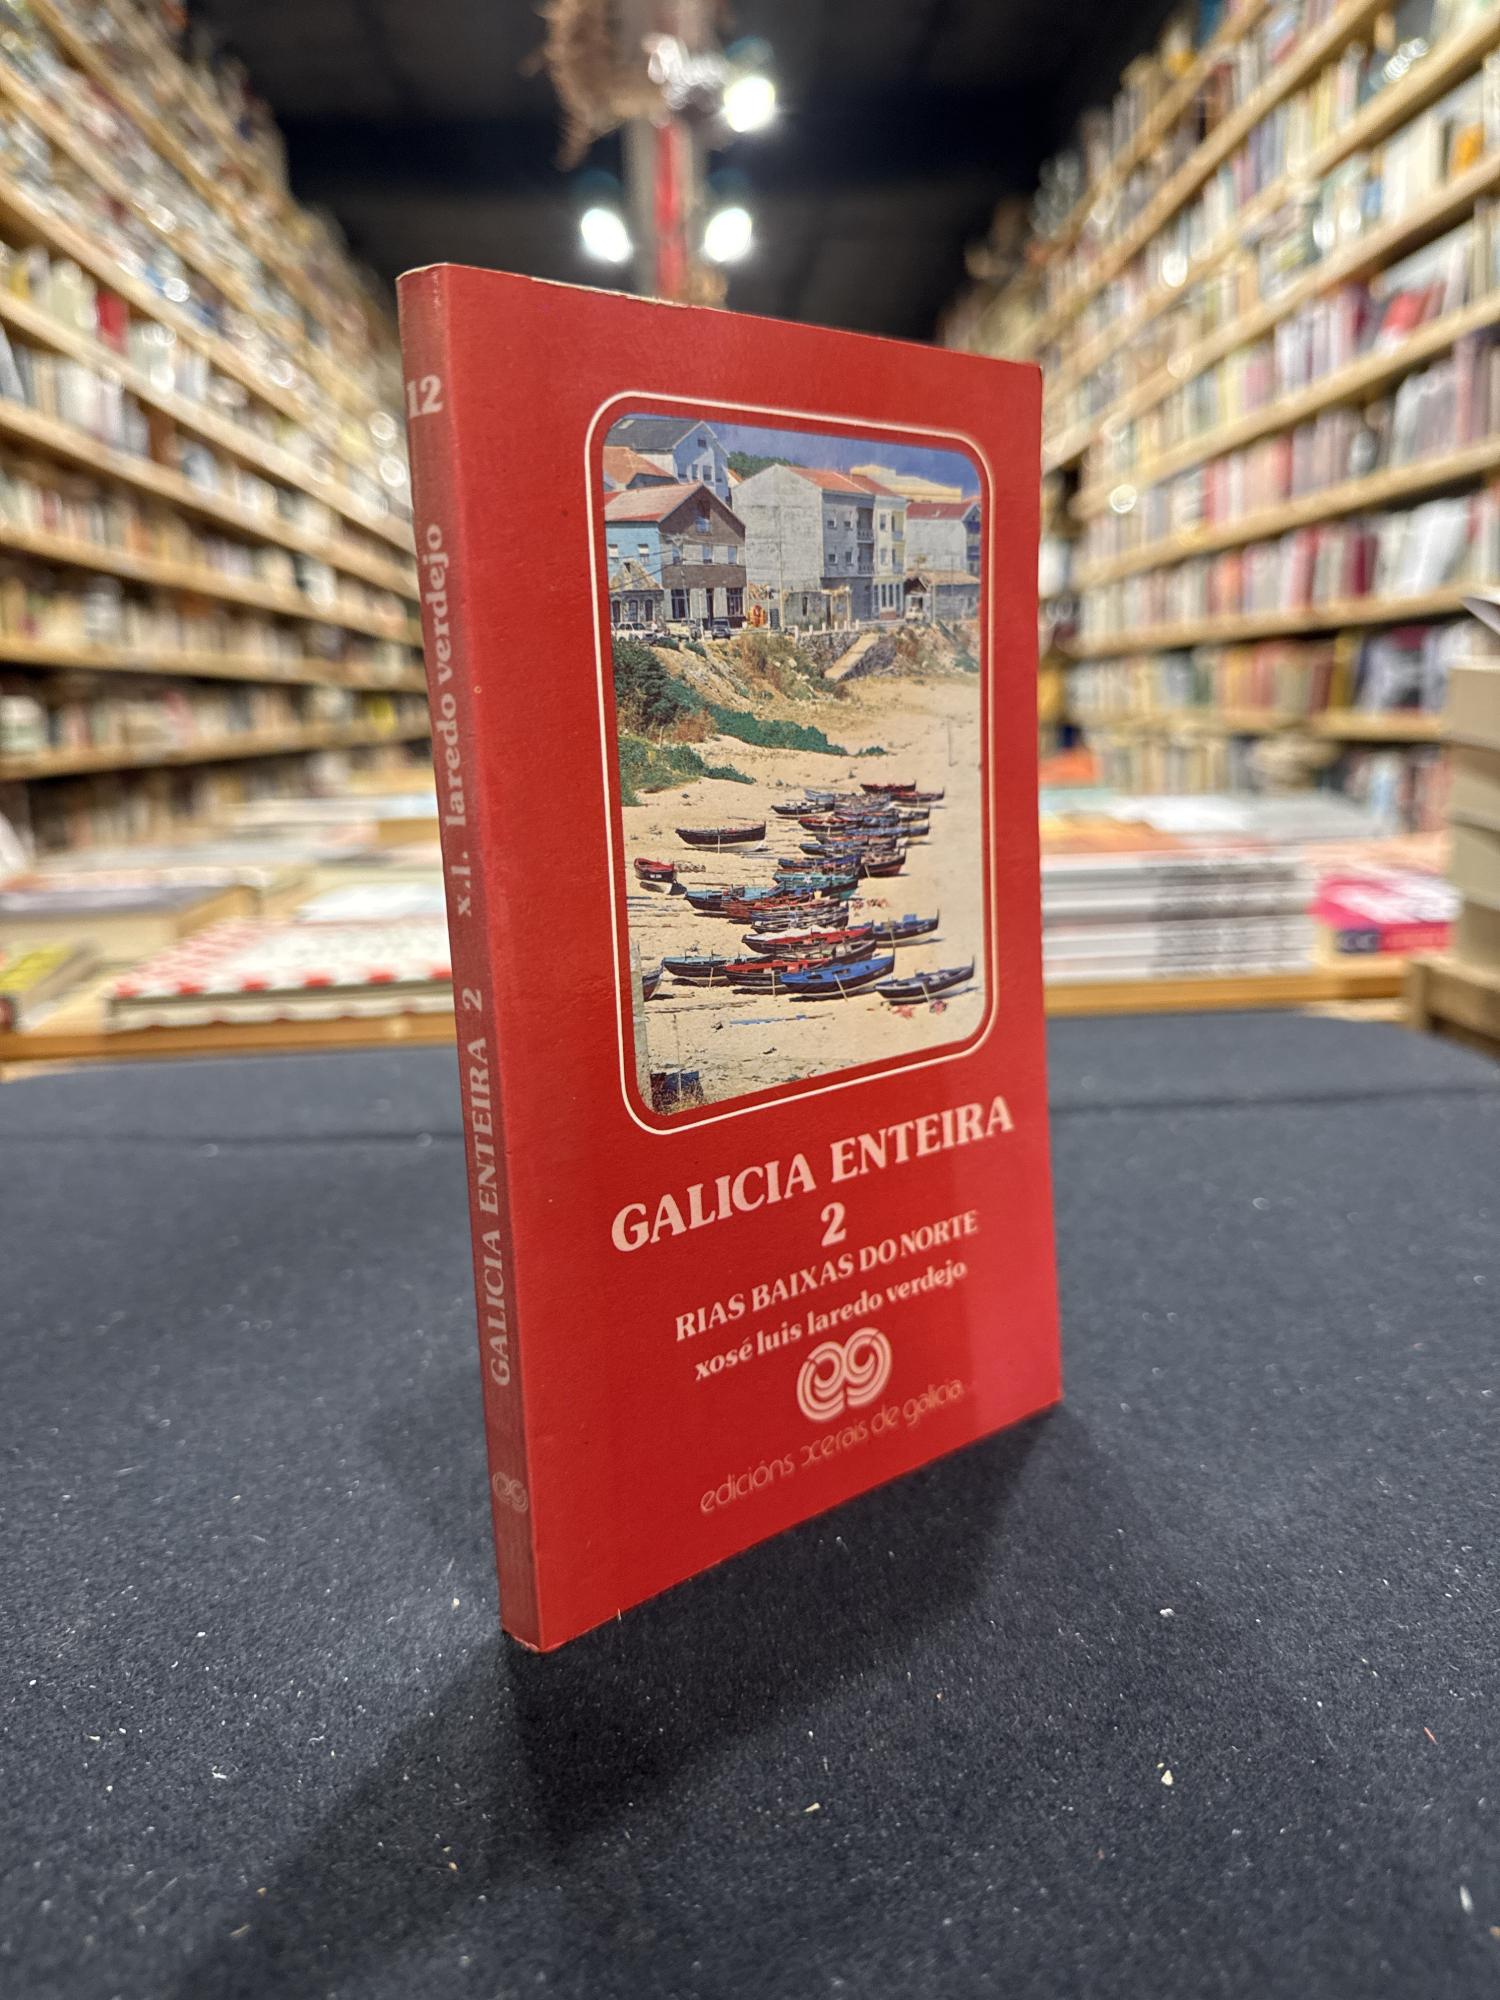 12
x.l. laredo verdejo
GALICIA ENTEIRA 2
GALICIA ENTEIRA
2
RIAS BAIXAS DO NORTE
xosé luis laredo verdejo
edicións xerais de galicia